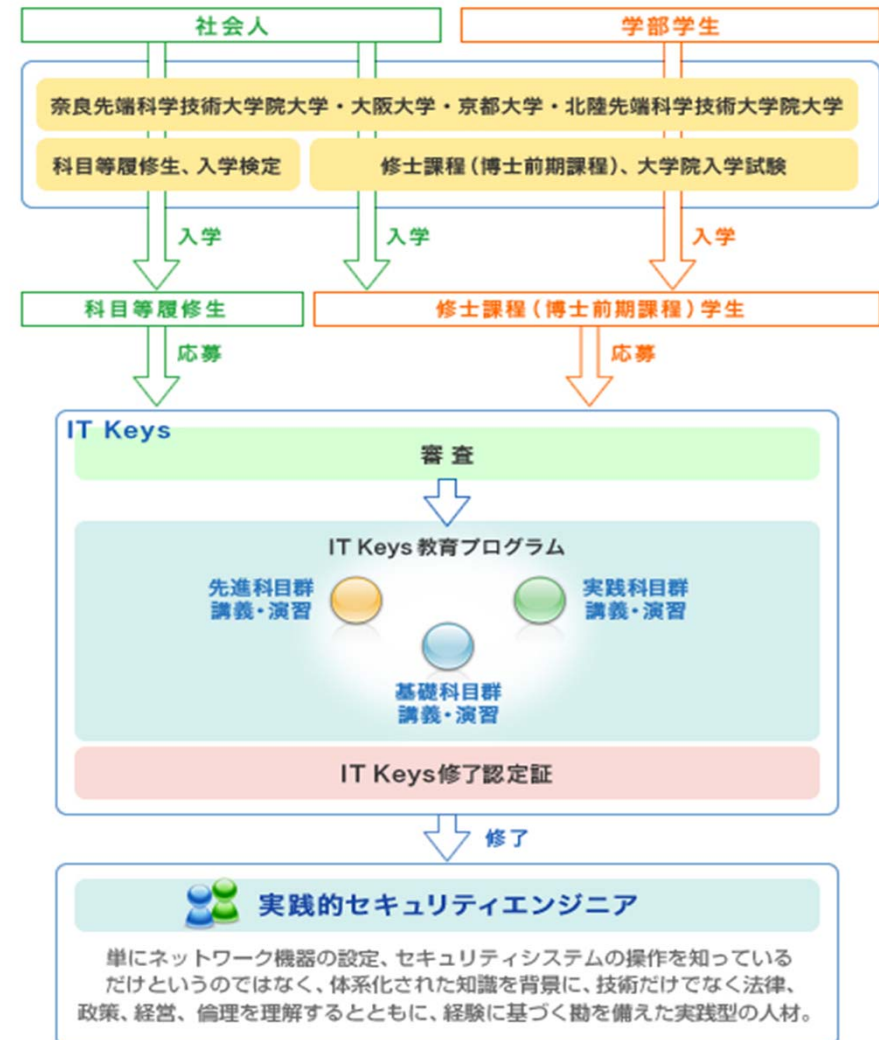 社会人
学部学生
奈良先端科学技術大学院大学・大阪大学・京都大学・北陸先端科学技術大学院大学
科目等履修生、入学検定
修士課程(博士前期課程)、大学院入学試験
入学
入学
入学
科目等履修生
修士課程(博士前期課程)学生
応募
応募
IT Keys
審査
IT Keys教育プログラム
先進科目群
講義・演習
実践科目群
講義・演習
基礎科目群
講義・演習
IT Keys修了認定証
修了
実践的セキュリティエンジニア
単にネットワーク機器の設定、セキュリティシステムの操作を知っている
だけというのではなく、体系化された知識を背景に、技術だけでなく法律、
政策、経営、倫理を理解するとともに、経験に基づく勘を備えた実践型の人材。